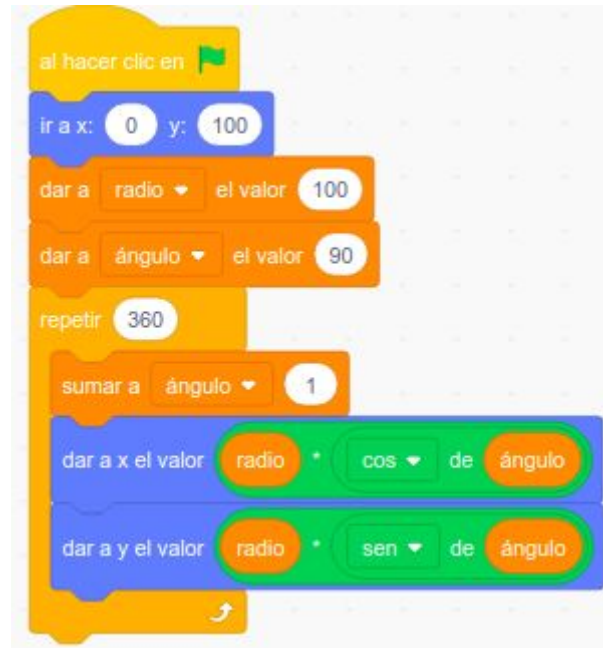 al hacer clic en
ir a x: 0 y: 100
dar a radio el valor 100
dar a ángulo el valor 90
repetir 360
sumar a ángulo 1
dar a x el valor radio * cos de ángulo
dar a y el valor radio * sen de ángulo